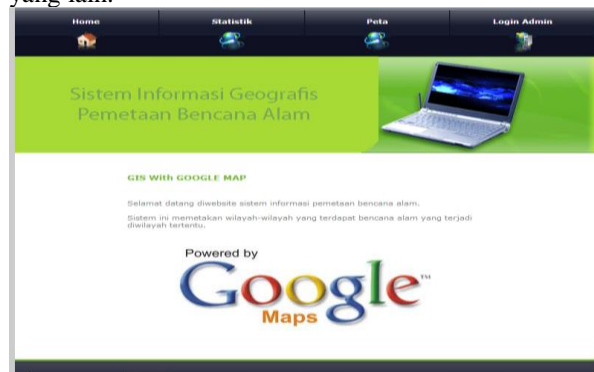 yang lain.
Home Statistik Peta Login Admin
Sistem Informasi Geografis
Pemetaan Bencana Alam
GIS With GOOGLE MAP
Selamat datang diwebsite sistem informasi pemetaan bencana alam.
Sistem ini memetakan wilayah-wilayah yang terdapat bencana alam yang terjadi
diwilayah tertentu.
Powered by
Google™
Maps